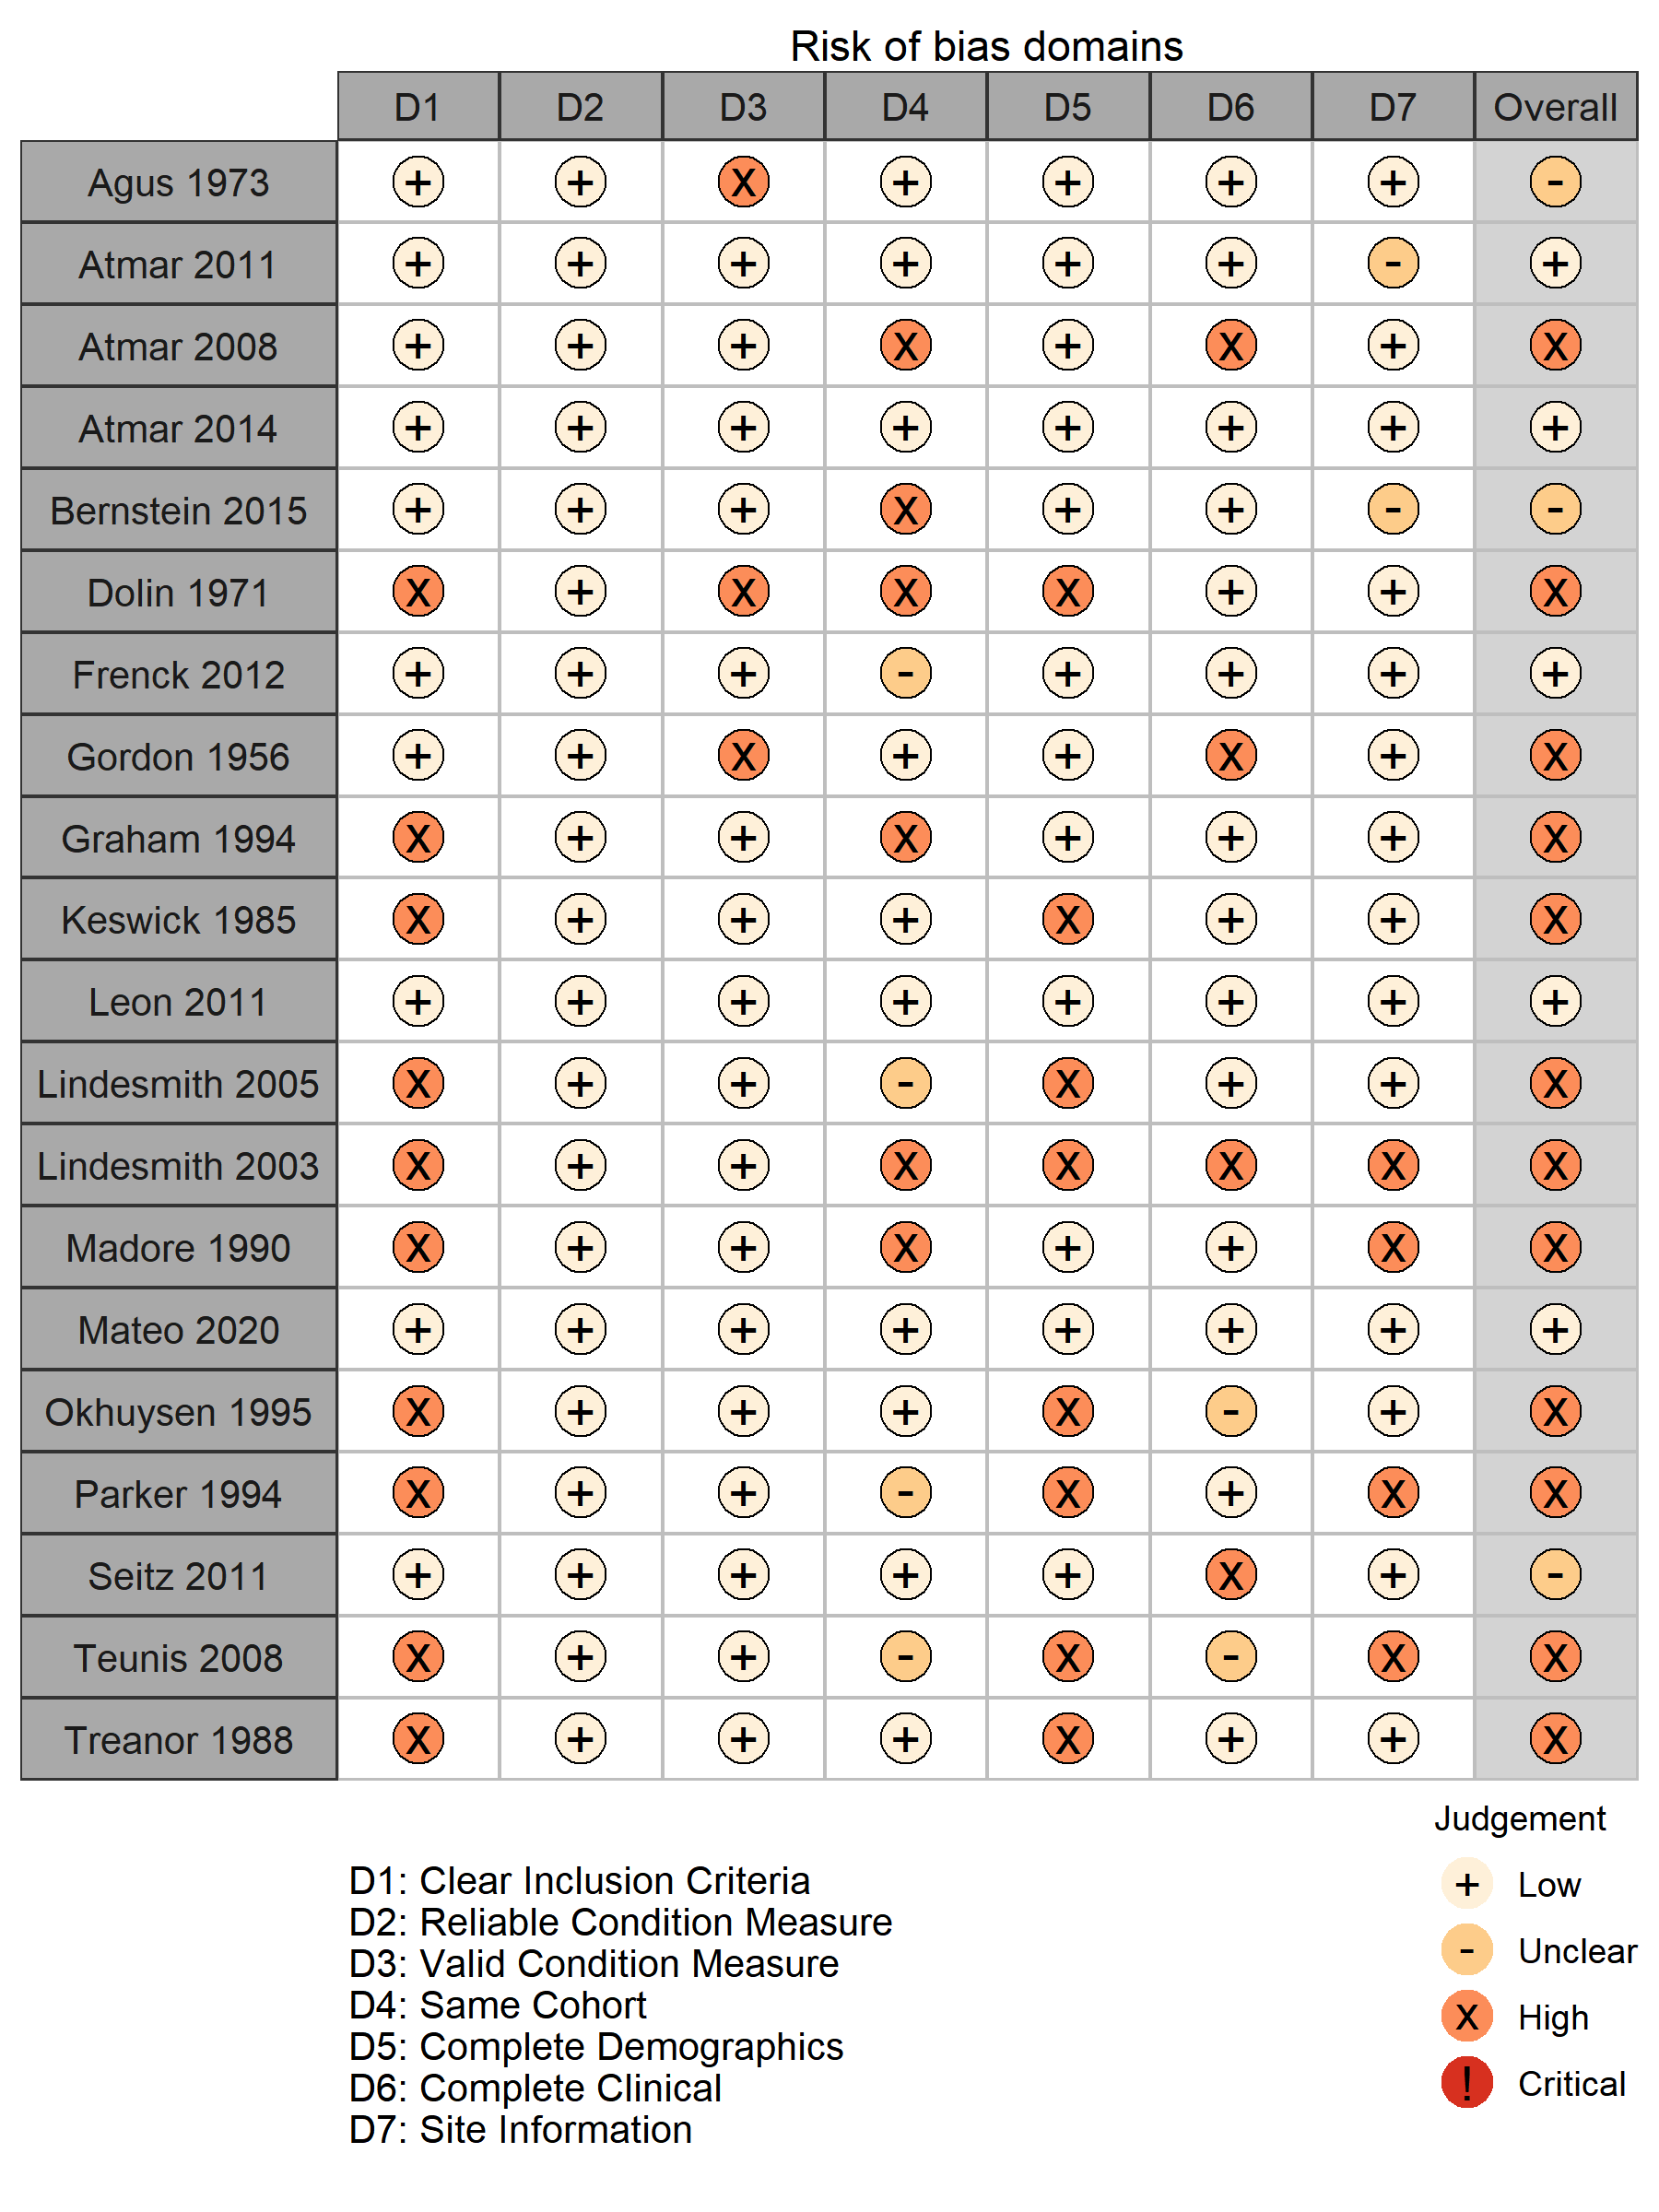 Risk of bias domains
D1 D2 D3 D4 D5 D6 D7 Overall
Agus 1973 + + X + + + + -
Atmar 2011 + + + + + + - +
Atmar 2008 + + + X + X + X
Atmar 2014 + + + + + + + +
Bernstein 2015 + + + X + + - -
Dolin 1971 X + X X X + + X
Frenck 2012 + + + - + + + +
Gordon 1956 + + X + + X + X
Graham 1994 X + + X + + + X
Keswick 1985 X + + + X + + X
Leon 2011 + + + + + + + +
Lindesmith 2005 X + + - X + + X
Lindesmith 2003 X + + X X X X X
Madore 1990 X + + X + + X X
Mateo 2020 + + + + + + + +
Okhuysen 1995 X + + + X - + X
Parker 1994 X + + - X + X X
Seitz 2011 + + + + + X + -
Teunis 2008 X + + - X - X X
Treanor 1988 X + + + X + + X
D1: Clear Inclusion Criteria
D2: Reliable Condition Measure
D3: Valid Condition Measure
D4: Same Cohort
D5: Complete Demographics
D6: Complete Clinical
D7: Site Information
Judgement
+ Low
- Unclear
X High
! Critical